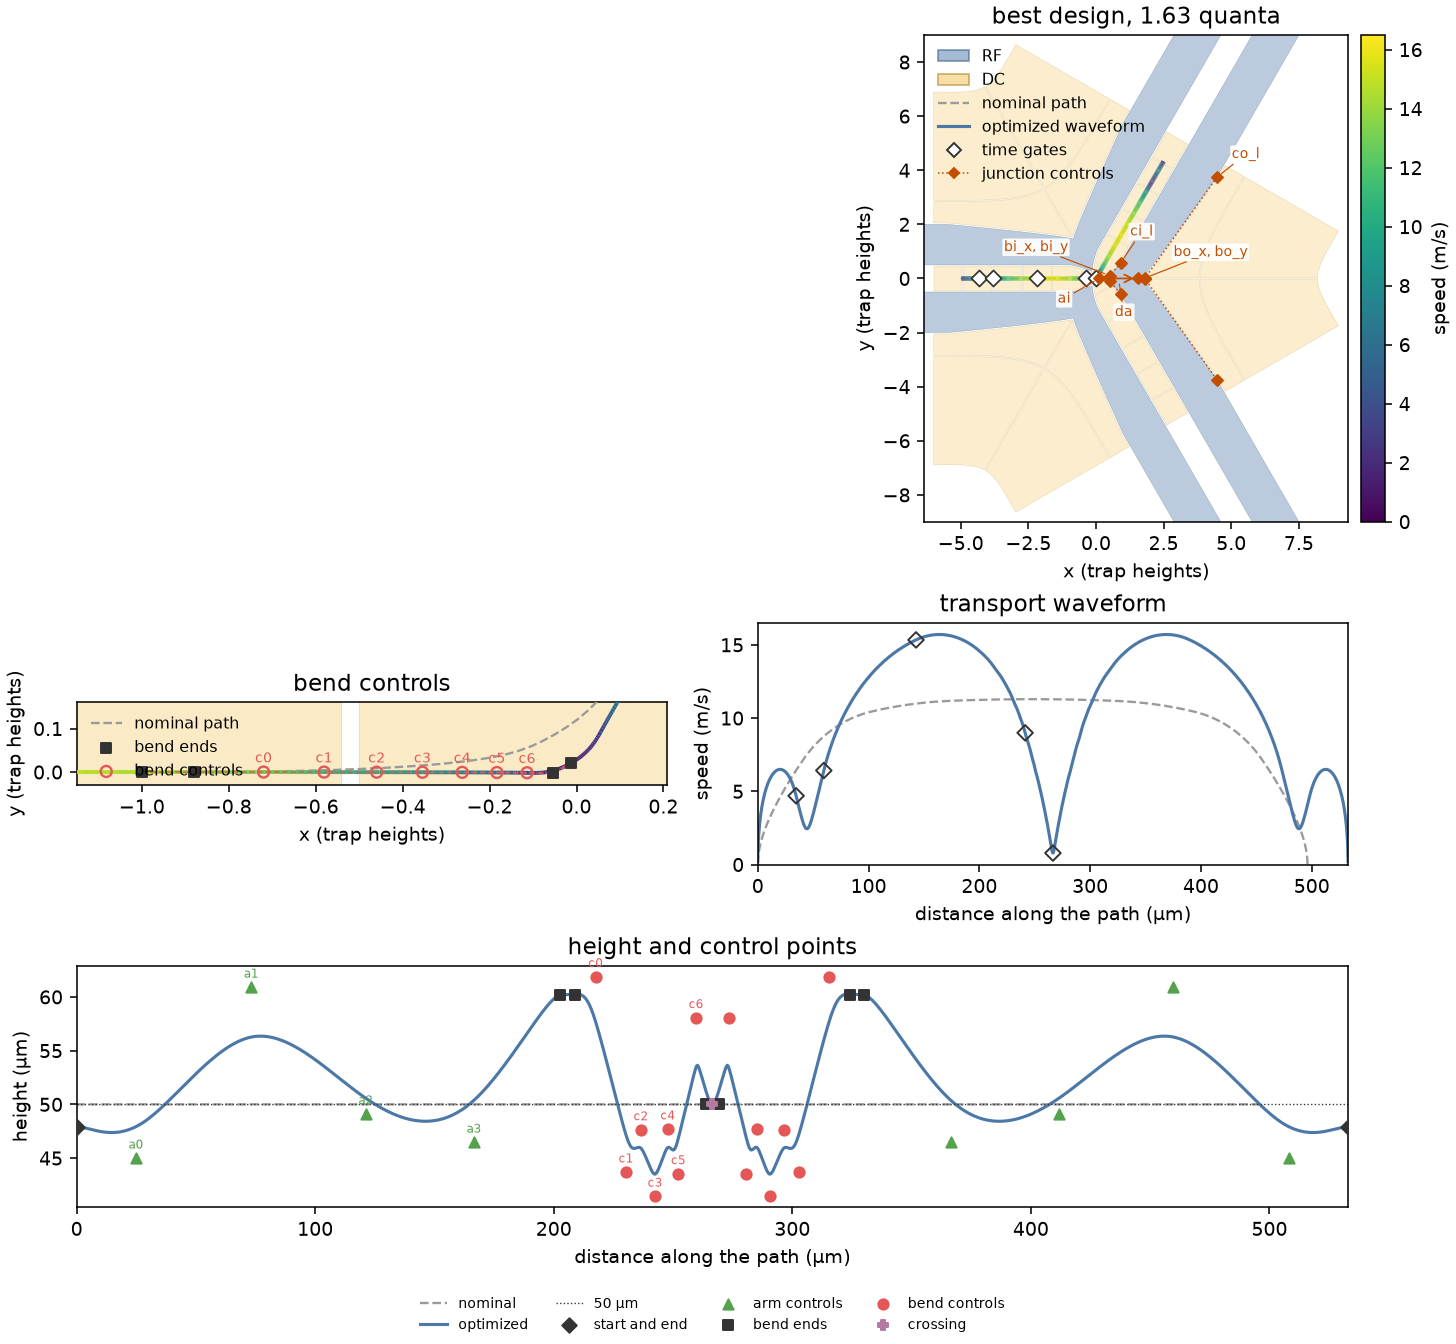 best design, 1.63 quanta
RF
DC
nominal path
optimized waveform
time gates
junction controls
co_l
ci_l
bi_x, bi_y
bo_x, bo_y
ai
da
8
6
4
2
0
−2
−4
−6
−8
y (trap heights)
−5.0 −2.5 0.0 2.5 5.0 7.5
x (trap heights)
16
14
12
10
8
6
4
2
0
speed (m/s)
bend controls
nominal path
bend ends
bend controls
c0 c1 c2 c3 c4 c5 c6
0.1
0.0
y (trap heights)
−1.0 −0.8 −0.6 −0.4 −0.2 0.0 0.2
x (trap heights)
transport waveform
15
10
5
0
speed (m/s)
0 100 200 300 400 500
distance along the path (μm)
height and control points
c0
a1
c6
a2
c2 c4
a3
a0
c1
c5
c3
60
55
50
45
height (μm)
0 100 200 300 400 500
distance along the path (μm)
nominal 50 μm arm controls bend controls
optimized start and end bend ends crossing